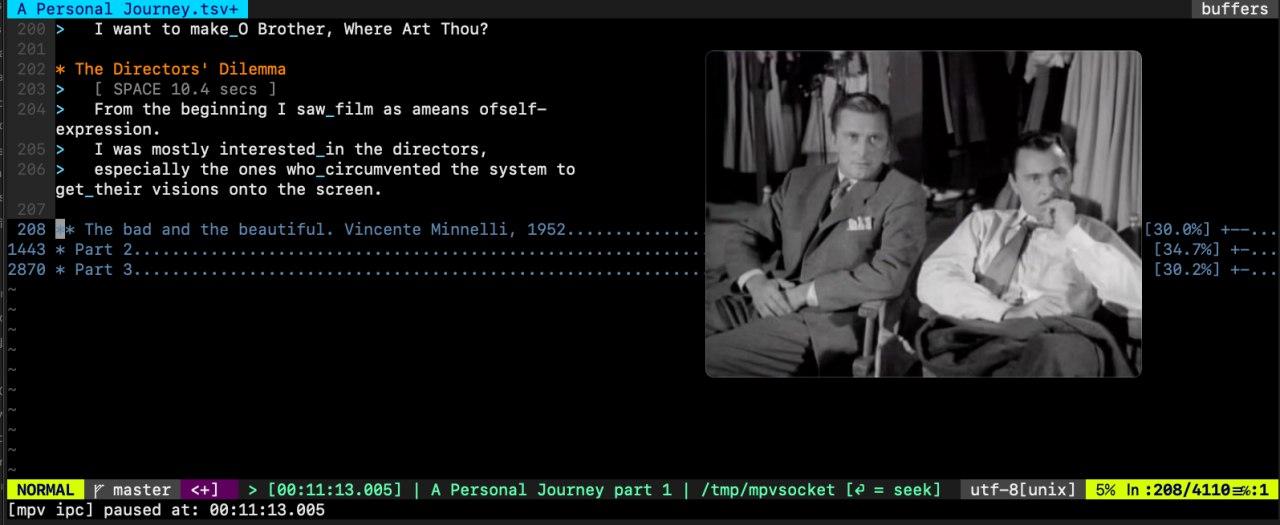 A Personal Journey.tsv+ buffers
200 >   I want to make_O Brother, Where Art Thou?
201
202 * The Directors' Dilemma
203 >   [ SPACE 10.4 secs ]
204 >   From the beginning I saw_film as ameans ofself-
expression.
205 >   I was mostly interested_in the directors,
206 >   especially the ones who_circumvented the system to
get_their visions onto the screen.
207
208 ** The bad and the beautiful. Vincente Minnelli, 1952.............. [30.0%] +--...
1443 * Part 2............................................................ [34.7%] +-...
2870 * Part 3............................................................ [30.2%] +-...
~
~
~
~
~
~
~
~
~
~
NORMAL master <+] > [00:11:13.005] | A Personal Journey part 1 | /tmp/mpvsocket [⏎ = seek] utf-8[unix] 5% ln:208/4110≡%:1
[mpv ipc] paused at: 00:11:13.005